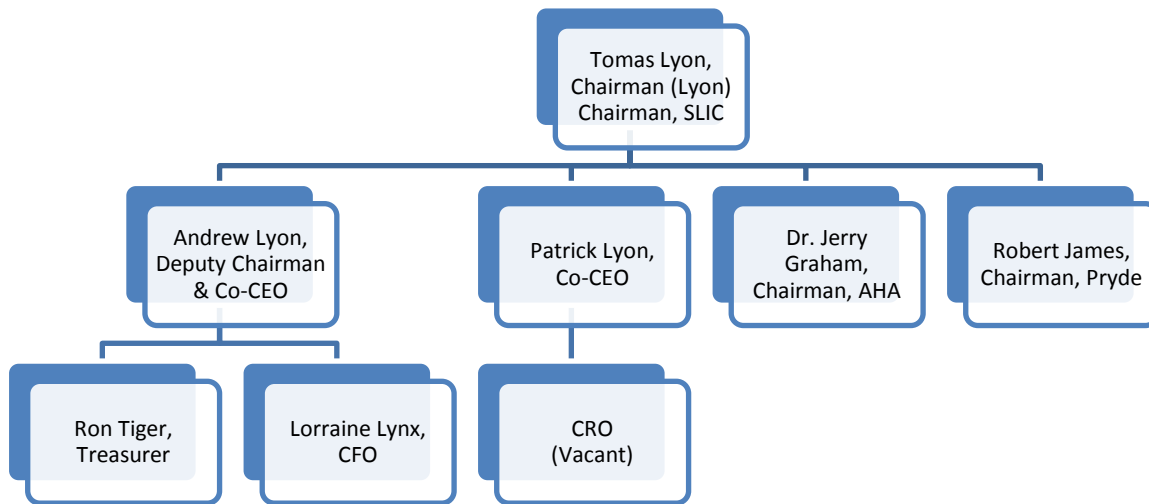 Tomas Lyon,
Chairman (Lyon)
Chairman, SLIC
Andrew Lyon,
Deputy Chairman
& Co-CEO
Patrick Lyon,
Co-CEO
Dr. Jerry
Graham,
Chairman, AHA
Robert James,
Chairman, Pryde
Ron Tiger,
Treasurer
Lorraine Lynx,
CFO
CRO
(Vacant)